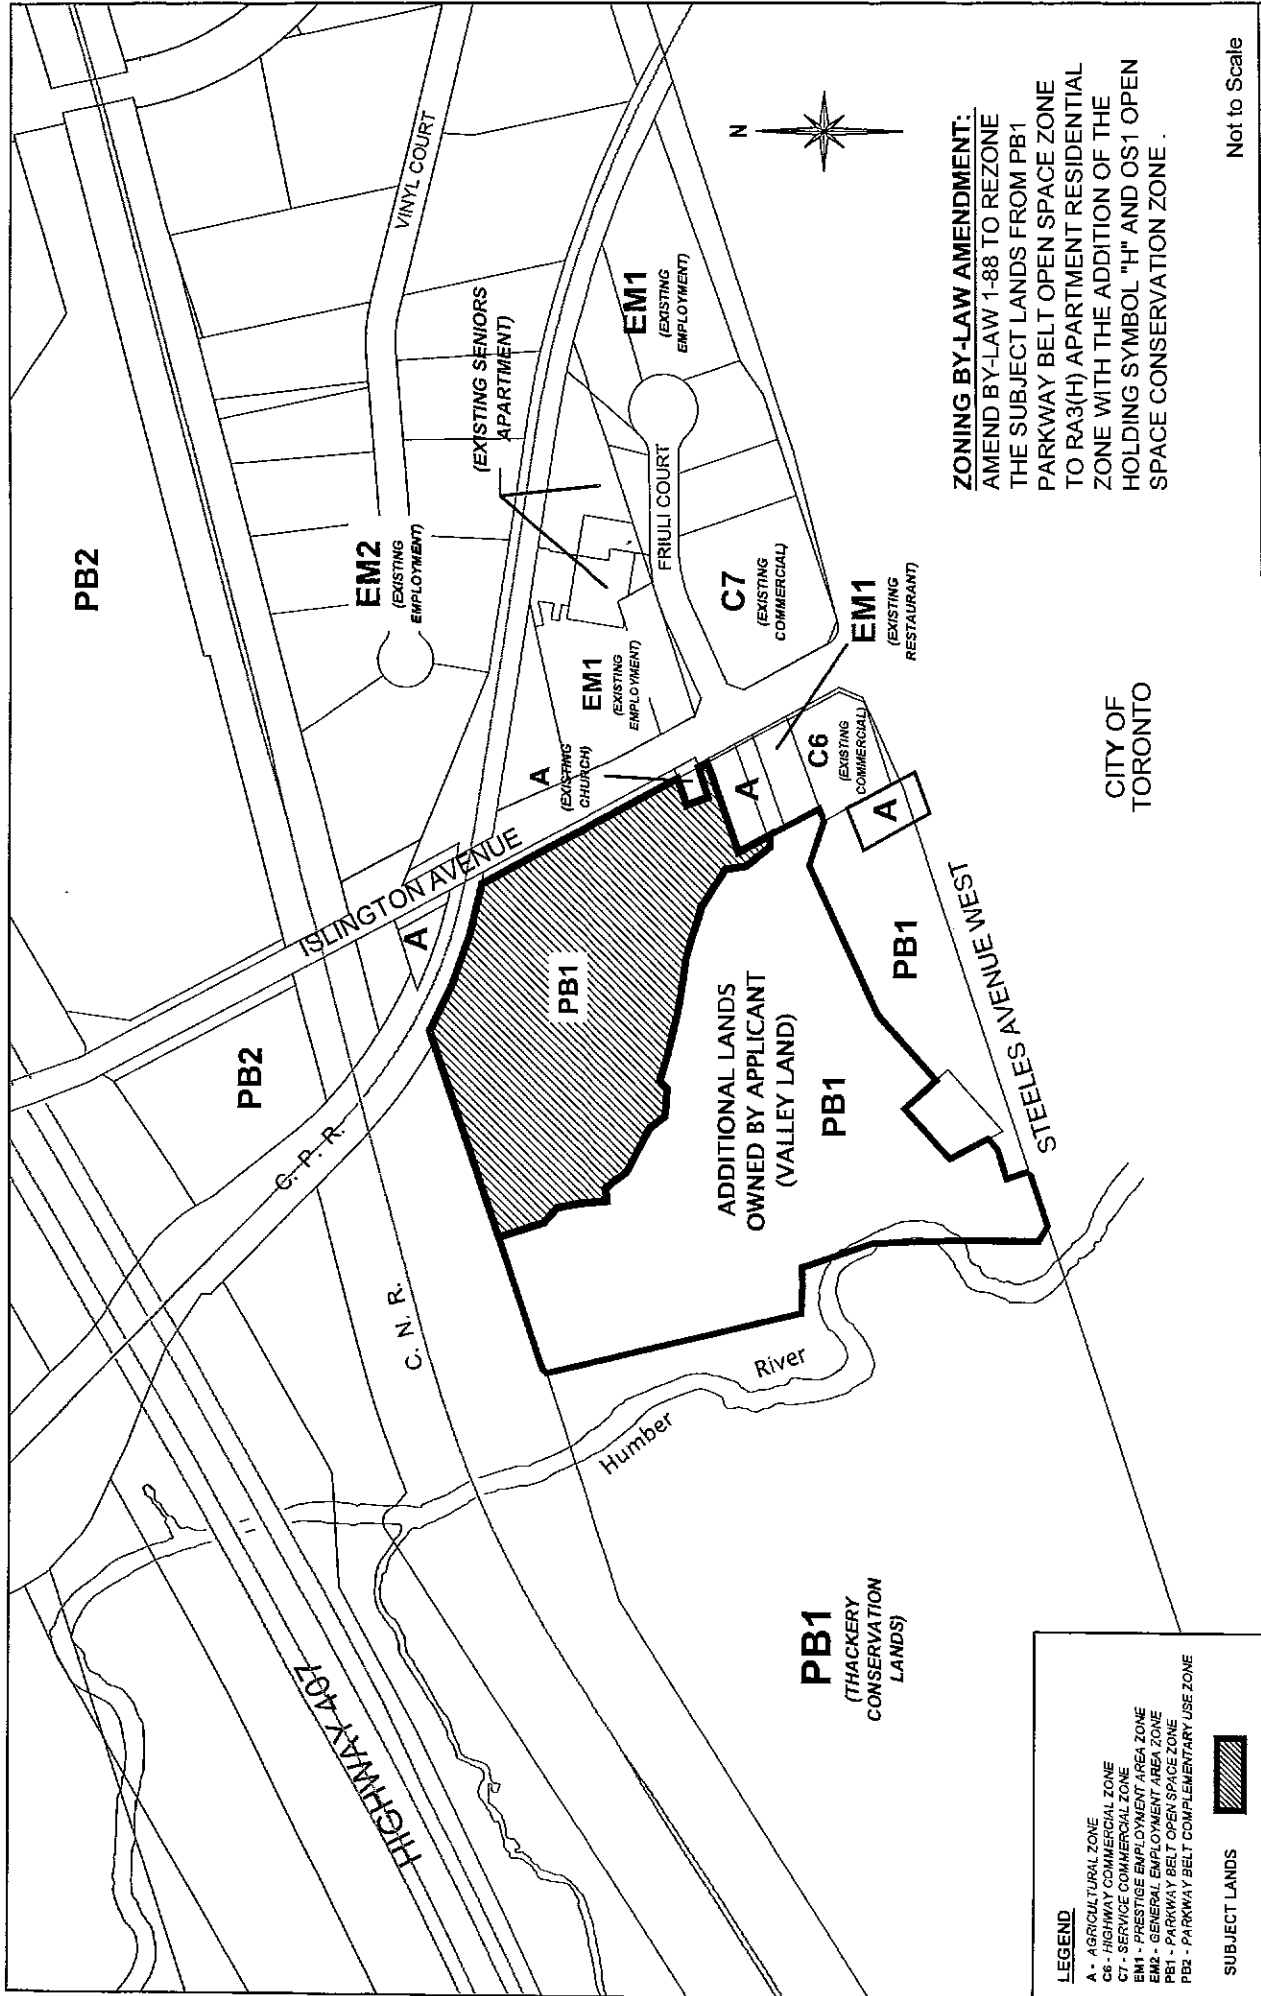 PB2
VINYL COURT
EM2
(EXISTING
EMPLOYMENT)
(EXISTING SENIORS
APARTMENT)
EM1
(EXISTING
EMPLOYMENT)
FRIULI COURT
C7
(EXISTING
COMMERCIAL)
EM1
(EXISTING
EMPLOYMENT)
EM1
(EXISTING
RESTAURANT)
A
(EXISTING
CHURCH)
A
C6
(EXISTING
COMMERCIAL)
A
ISLINGTON AVENUE
A
PB2
PB1
ADDITIONAL LANDS
OWNED BY APPLICANT
(VALLEY LAND)
PB1
PB1
STEELES AVENUE WEST
CITY OF
TORONTO
C. P. R.
C. N. R.
Humber
River
HIGHWAY 407
PB1
(THACKERY
CONSERVATION
LANDS)
N
ZONING BY-LAW AMENDMENT:
AMEND BY-LAW 1-88 TO REZONE
THE SUBJECT LANDS FROM PB1
PARKWAY BELT OPEN SPACE ZONE
TO RA3(H) APARTMENT RESIDENTIAL
ZONE WITH THE ADDITION OF THE
HOLDING SYMBOL "H" AND OS1 OPEN
SPACE CONSERVATION ZONE.
Not to Scale
LEGEND
A - AGRICULTURAL ZONE
C6 - HIGHWAY COMMERCIAL ZONE
C7 - SERVICE COMMERCIAL ZONE
EM1 - PRESTIGE EMPLOYMENT AREA ZONE
EM2 - GENERAL EMPLOYMENT AREA ZONE
PB1 - PARKWAY BELT OPEN SPACE ZONE
PB2 - PARKWAY BELT COMPLEMENTARY USE ZONE
SUBJECT LANDS